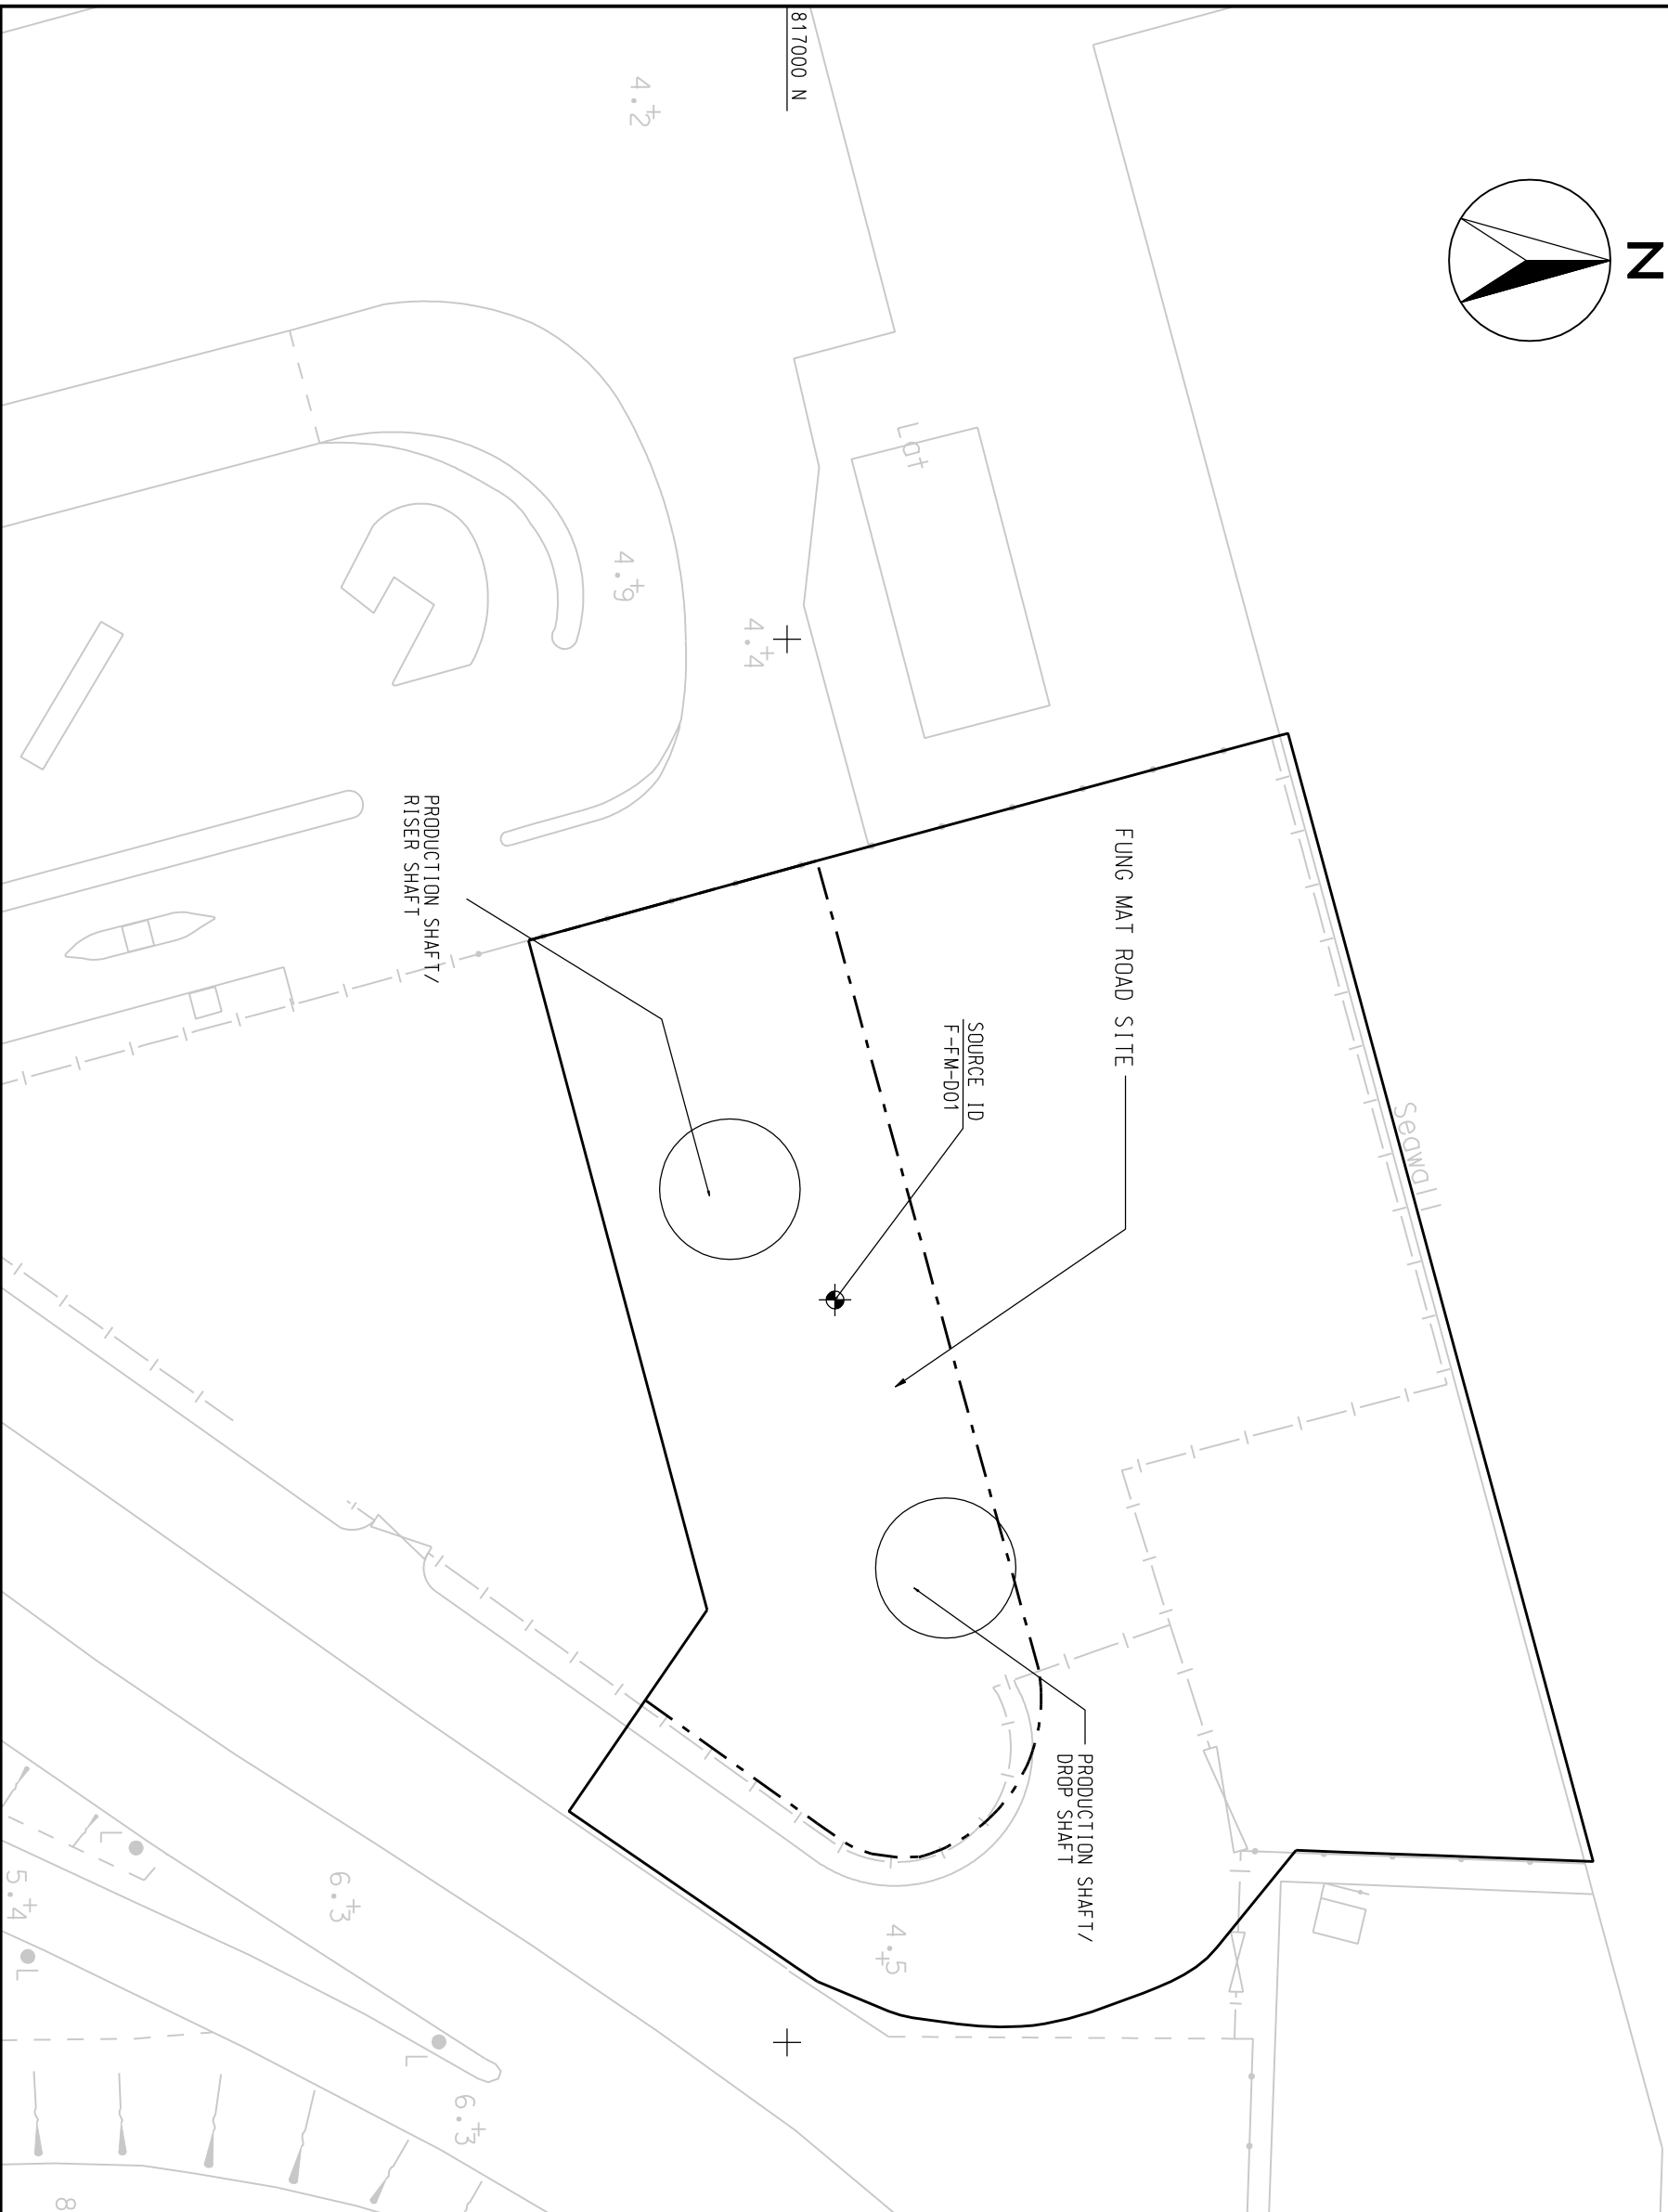 N
817000 N
4.2
Lat
4.9
4.4
FUNG MAT ROAD SITE
Seawall
SOURCE ID
F-FM-D01
PRODUCTION SHAFT/
RISER SHAFT
PRODUCTION SHAFT/
DROP SHAFT
4.5
L
6.3
5.4
L
L
6.3
8